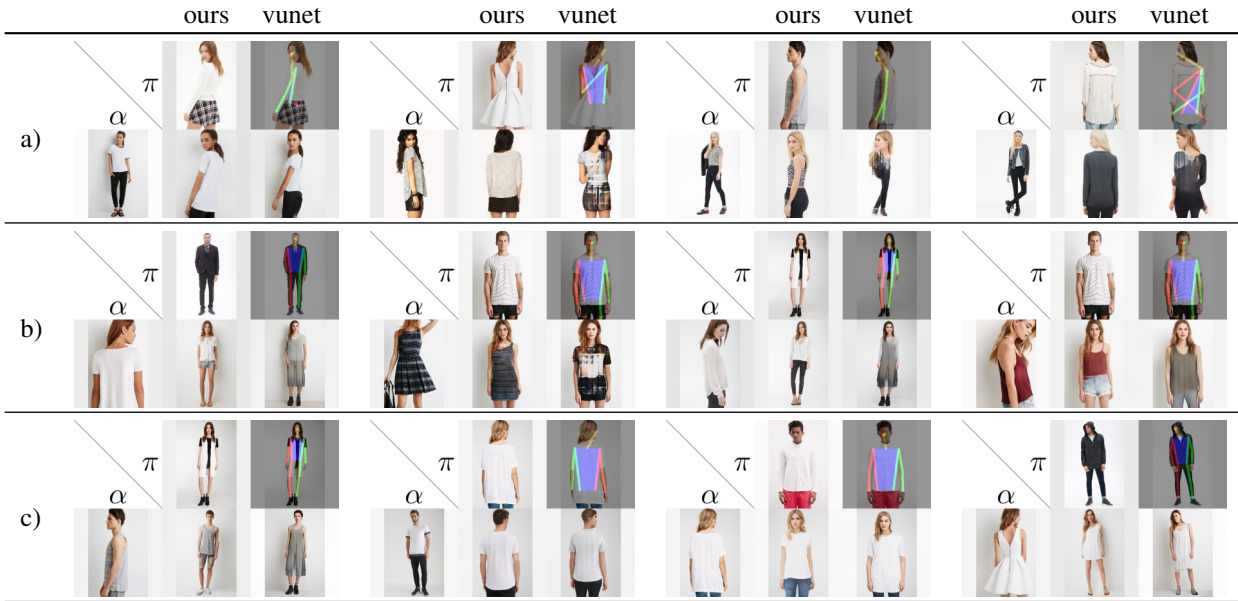 ours vunet ours vunet ours vunet ours vunet
π π π π
α α α α
a)
π π π π
α α α α
b)
π π π π
α α α α
c)